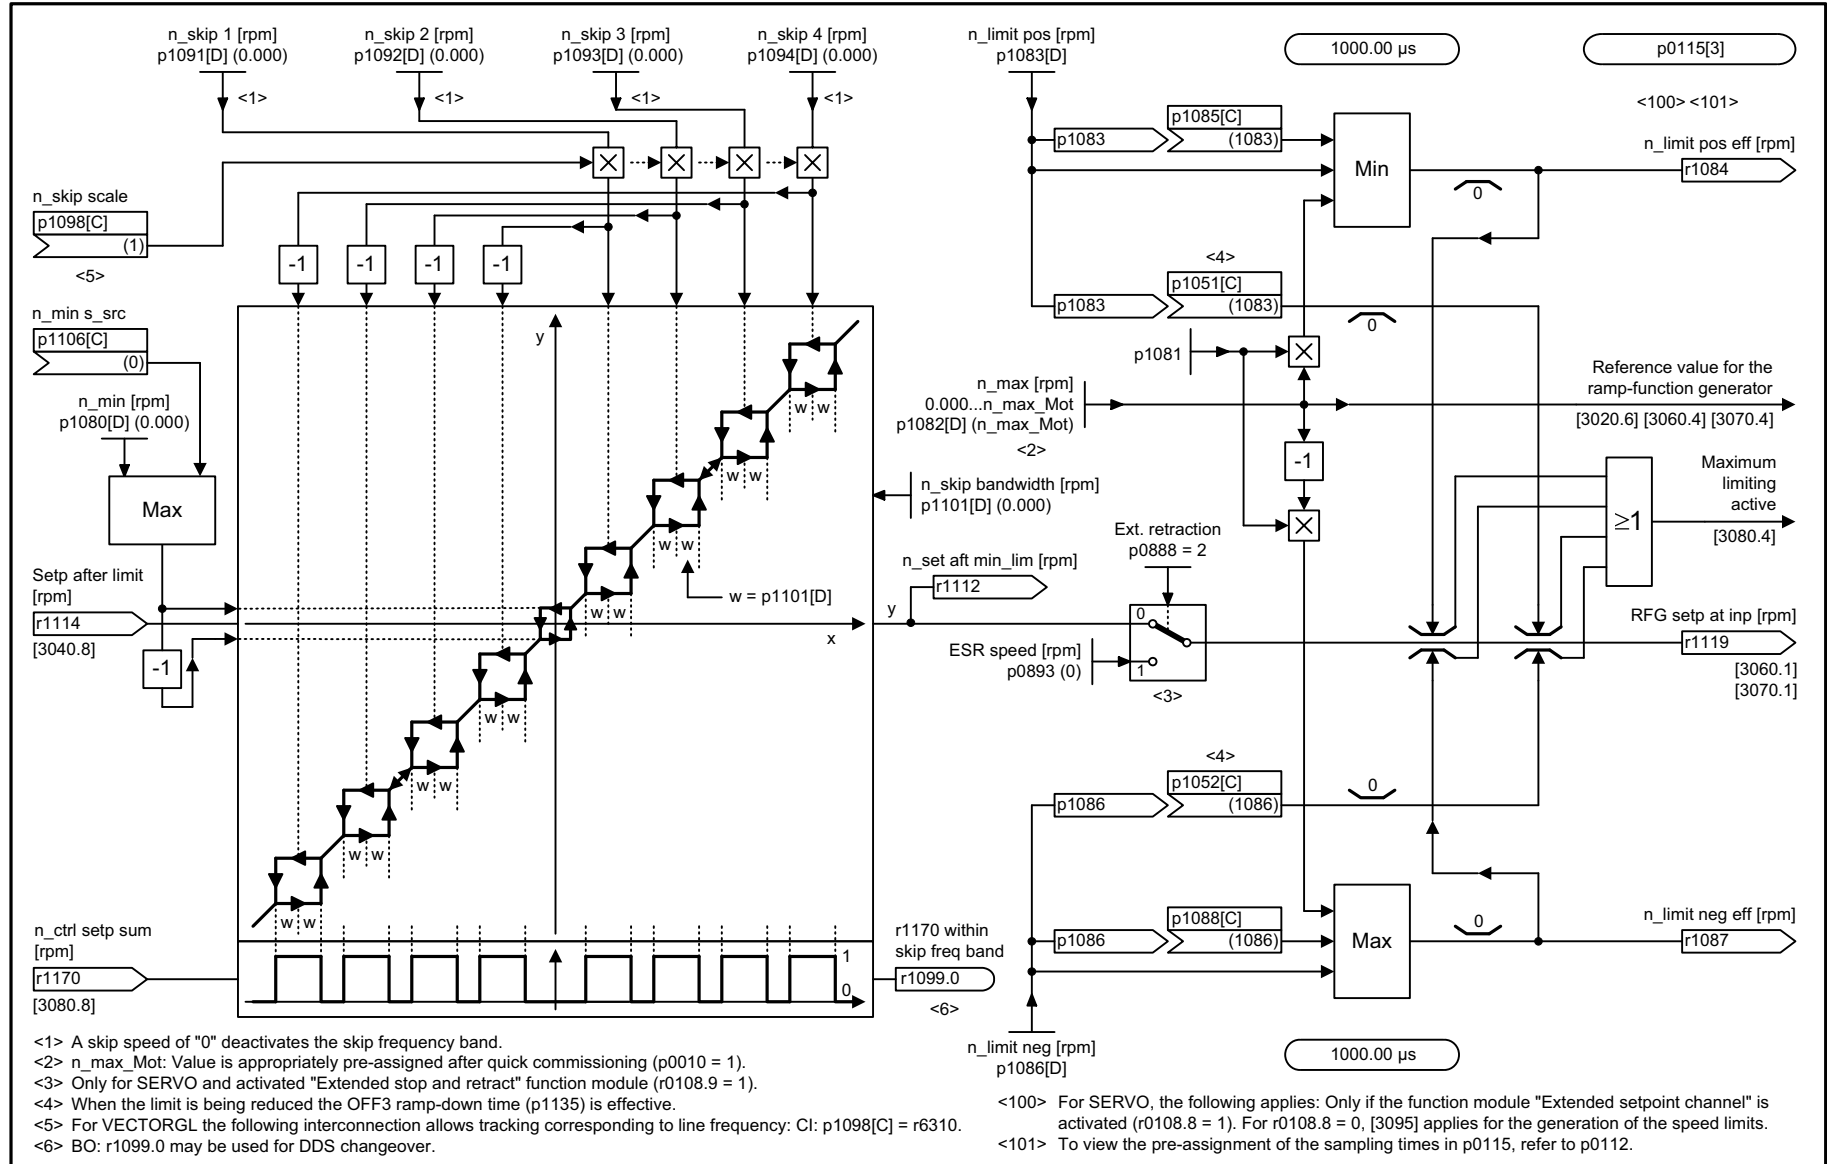 n_skip 1 [rpm]
p1091[D] (0.000)
<1>
n_skip 2 [rpm]
p1092[D] (0.000)
<1>
n_skip 3 [rpm]
p1093[D] (0.000)
<1>
n_skip 4 [rpm]
p1094[D] (0.000)
<1>
n_skip scale
p1098[C]
(1)
<5>
-1
-1
-1
-1
n_min s_src
p1106[C]
(0)
n_min [rpm]
p1080[D] (0.000)
Max
Setp after limit
[rpm]
r1114
[3040.8]
-1
y
x
w w
w w
w w
w w
w w
w w
w w
w w
w = p1101[D]
n_skip bandwidth [rpm]
p1101[D] (0.000)
n_set aft min_lim [rpm]
r1112
y
n_ctrl setp sum
[rpm]
r1170
[3080.8]
1
0
r1170 within
skip freq band
r1099.0
<6>
n_limit pos [rpm]
p1083[D]
1000.00 µs
p0115[3]
<100> <101>
p1083
p1085[C]
(1083)
Min
0
n_limit pos eff [rpm]
r1084
<4>
p1083
p1051[C]
(1083)
0
p1081
n_max [rpm]
0.000...n_max_Mot
p1082[D] (n_max_Mot)
<2>
Reference value for the
ramp-function generator
[3020.6] [3060.4] [3070.4]
-1
≥1
Maximum
limiting
active
[3080.4]
Ext. retraction
p0888 = 2
0
1
<3>
ESR speed [rpm]
p0893 (0)
RFG setp at inp [rpm]
r1119
[3060.1]
[3070.1]
<4>
p1086
p1052[C]
(1086)
0
p1086
p1088[C]
(1086)
Max
0
n_limit neg eff [rpm]
r1087
n_limit neg [rpm]
p1086[D]
1000.00 µs
<1> A skip speed of "0" deactivates the skip frequency band.
<2> n_max_Mot: Value is appropriately pre-assigned after quick commissioning (p0010 = 1).
<3> Only for SERVO and activated "Extended stop and retract" function module (r0108.9 = 1).
<4> When the limit is being reduced the OFF3 ramp-down time (p1135) is effective.
<5> For VECTORGL the following interconnection allows tracking corresponding to line frequency: CI: p1098[C] = r6310.
<6> BO: r1099.0 may be used for DDS changeover.
<100> For SERVO, the following applies: Only if the function module "Extended setpoint channel" is
activated (r0108.8 = 1). For r0108.8 = 0, [3095] applies for the generation of the speed limits.
<101> To view the pre-assignment of the sampling times in p0115, refer to p0112.